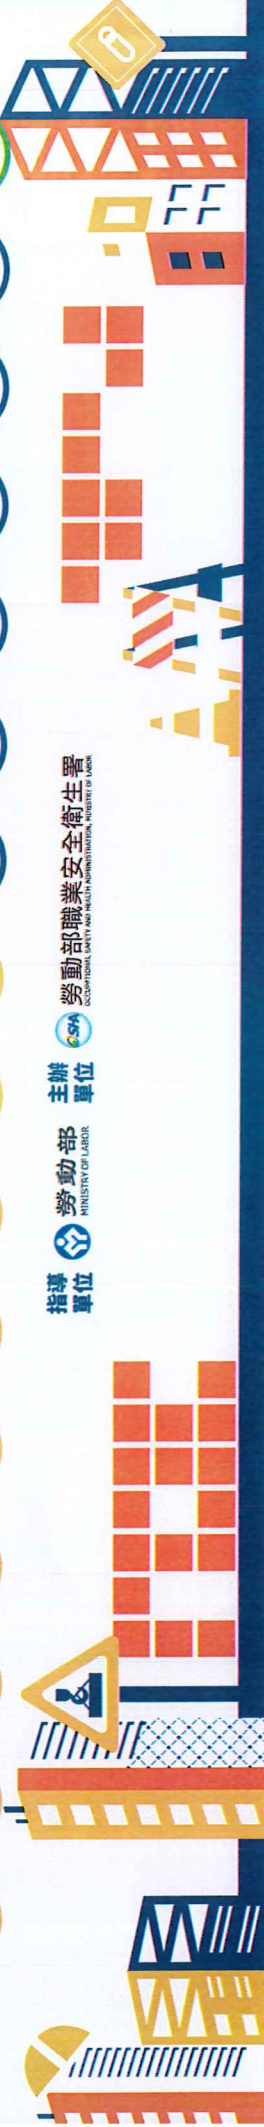 指導
單位
勞動部
MINISTRY OF LABOR
主辦
單位
OSHA
勞動部職業安全衛生署
OCCUPATIONAL SAFETY AND HEALTH ADMINISTRATION, MINISTRY OF LABOR